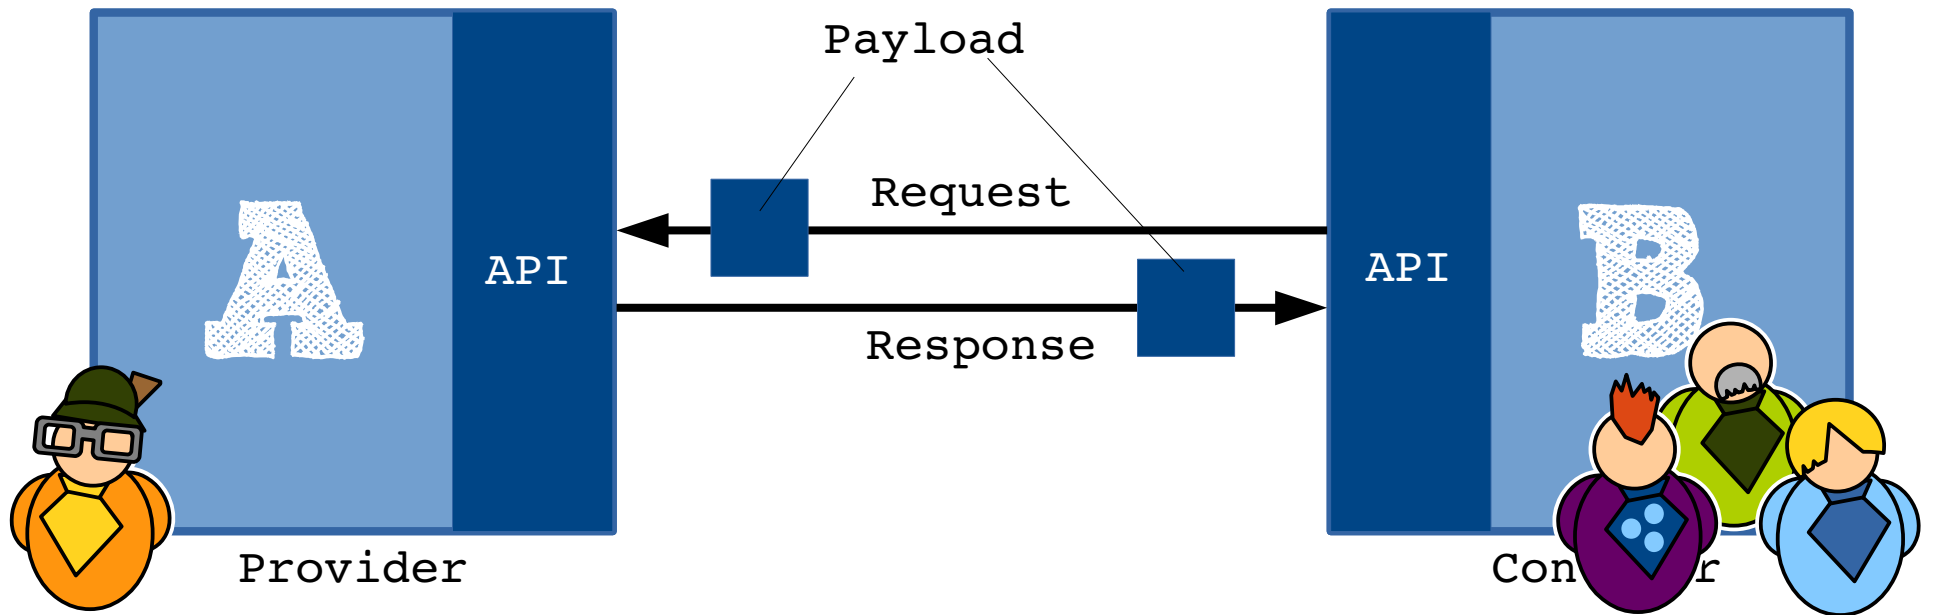 Payload
Request
A
API
API
B
Response
Provider